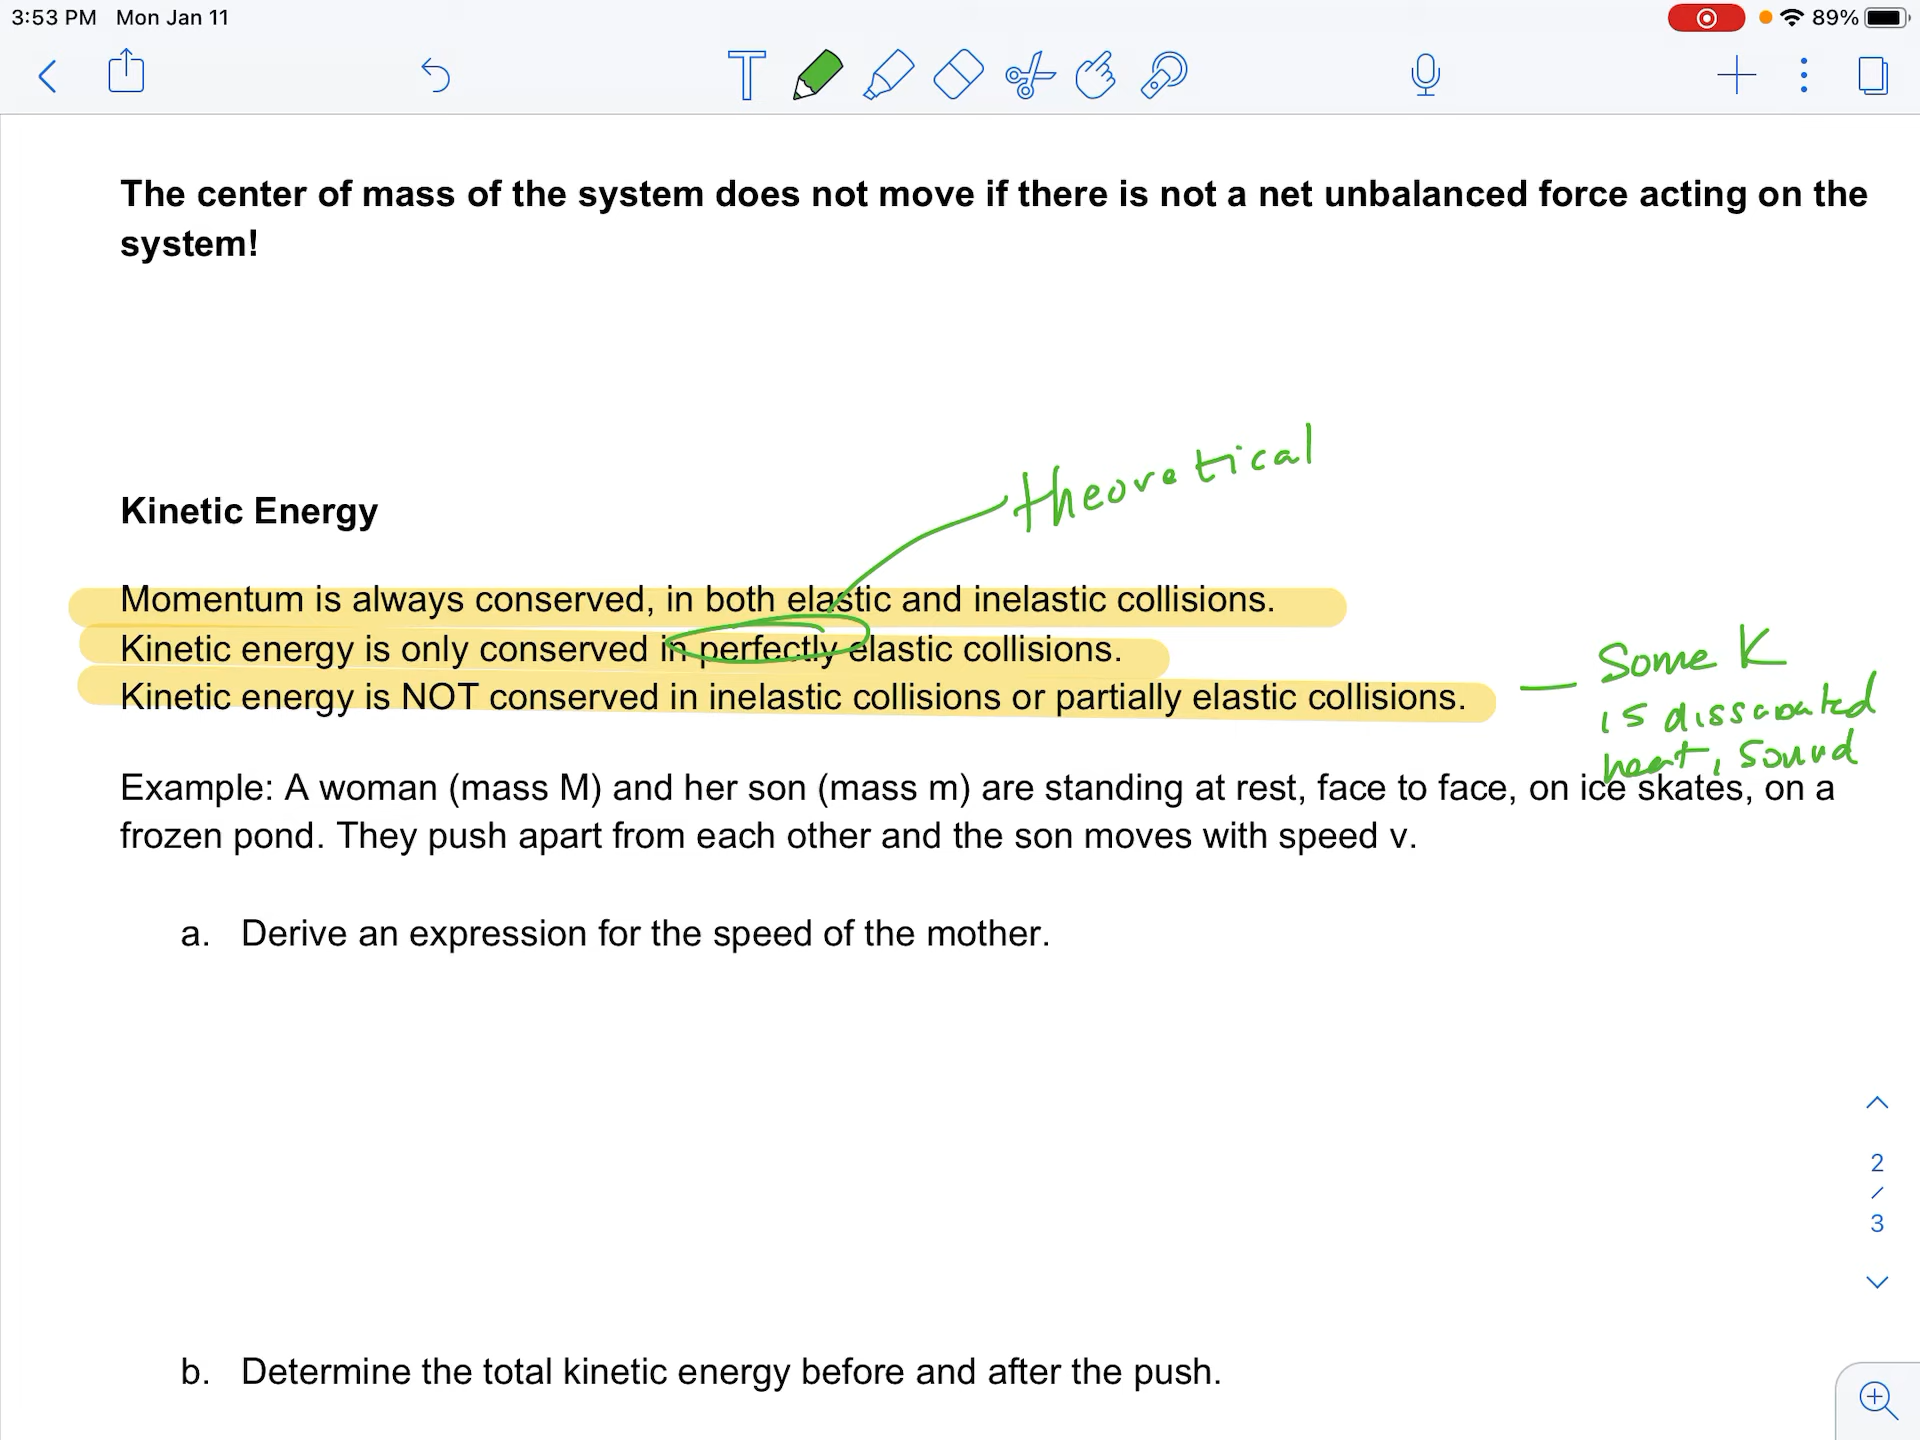 3:53 PM Mon Jan 11
89%
The center of mass of the system does not move if there is not a net unbalanced force acting on the
system!
theoretical
Kinetic Energy
Momentum is always conserved, in both elastic and inelastic collisions.
Kinetic energy is only conserved in perfectly elastic collisions.
Kinetic energy is NOT conserved in inelastic collisions or partially elastic collisions.
Some K
is
heat, sound
Example: A woman (mass M) and her son (mass m) are standing at rest, face to face, on ice skates, on a
frozen pond. They push apart from each other and the son moves with speed v.
a. Derive an expression for the speed of the mother.
2
/
3
b. Determine the total kinetic energy before and after the push.